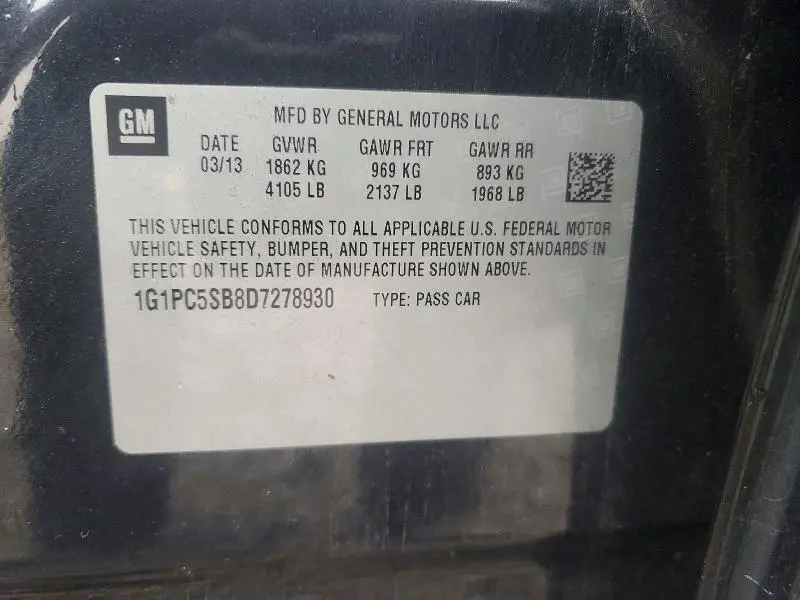 GM
MFD BY GENERAL MOTORS LLC
DATE GVWR GAWR FRT GAWR RR
03/13 1862 KG 969 KG 893 KG
4105 LB 2137 LB 1968 LB
THIS VEHICLE CONFORMS TO ALL APPLICABLE U.S. FEDERAL MOTOR
VEHICLE SAFETY, BUMPER, AND THEFT PREVENTION STANDARDS IN
EFFECT ON THE DATE OF MANUFACTURE SHOWN ABOVE.
1G1PC5SB8D7278930 TYPE: PASS CAR